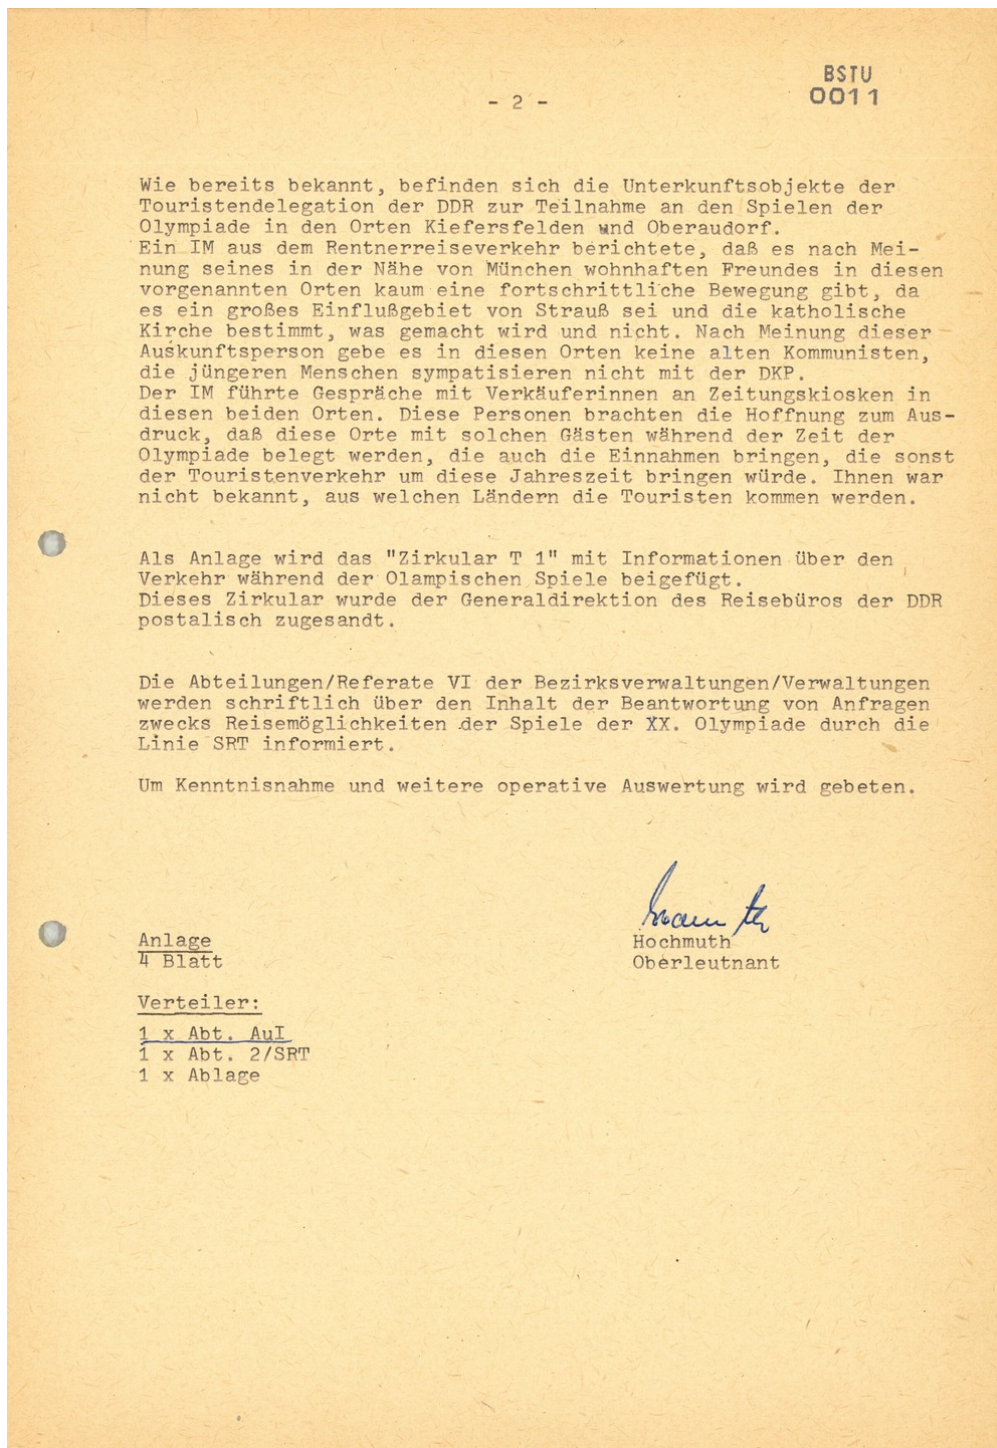 BSTU
0011
- 2 -
Wie bereits bekannt, befinden sich die Unterkunftsobjekte der
Touristendelegation der DDR zur Teilnahme an den Spielen der
Olympiade in den Orten Kiefersfelden und Oberaudorf.
Ein IM aus dem Rentnerreiseverkehr berichtete, daß es nach Mei-
nung seines in der Nähe von München wohnhaften Freundes in diesen
vorgenannten Orten kaum eine fortschrittliche Bewegung gibt, da
es ein großes Einflußgebiet von Strauß sei und die katholische
Kirche bestimmt, was gemacht wird und nicht. Nach Meinung dieser
Auskunftsperson gebe es in diesen Orten keine alten Kommunisten,
die jüngeren Menschen sympatisieren nicht mit der DKP.
Der IM führte Gespräche mit Verkäuferinnen an Zeitungskiosken in
diesen beiden Orten. Diese Personen brachten die Hoffnung zum Aus-
druck, daß diese Orte mit solchen Gästen während der Zeit der
Olympiade belegt werden, die auch die Einnahmen bringen, die sonst
der Touristenverkehr um diese Jahreszeit bringen würde. Ihnen war
nicht bekannt, aus welchen Ländern die Touristen kommen werden.
Als Anlage wird das "Zirkular T 1" mit Informationen über den
Verkehr während der Olampischen Spiele beigefügt.
Dieses Zirkular wurde der Generaldirektion des Reisebüros der DDR
postalisch zugesandt.
Die Abteilungen/Referate VI der Bezirksverwaltungen/Verwaltungen
werden schriftlich über den Inhalt der Beantwortung von Anfragen
zwecks Reisemöglichkeiten der Spiele der XX. Olympiade durch die
Linie SRT informiert.
Um Kenntnisnahme und weitere operative Auswertung wird gebeten.
Hochmuth
Oberleutnant
Anlage
4 Blatt
Verteiler:
1 x Abt. AuI
1 x Abt. 2/SRT
1 x Ablage